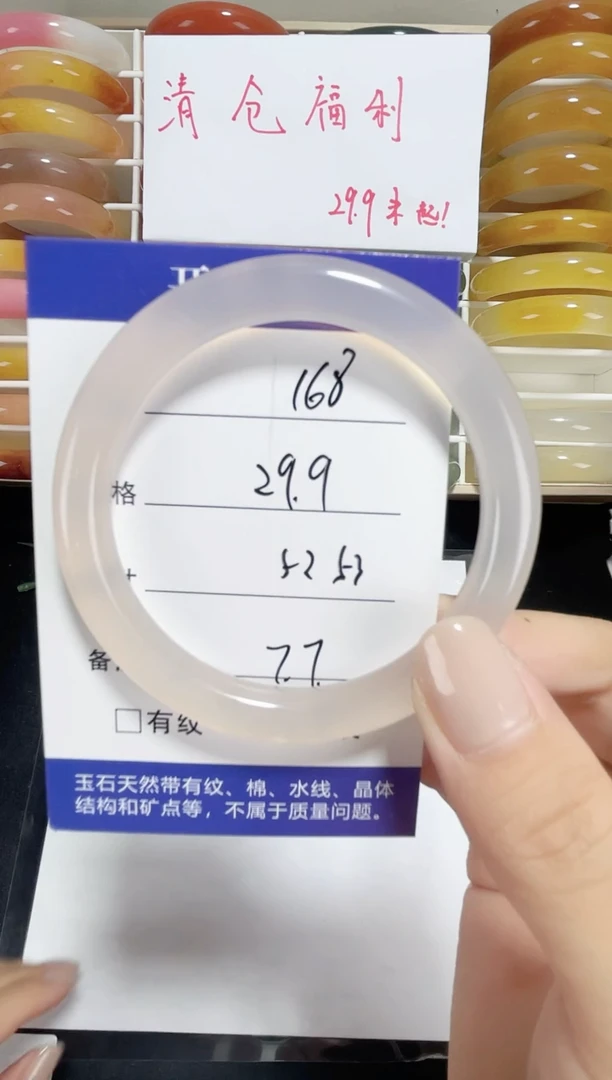 清仓福利
29.9米起!
168
格 29.9
52 53
备 7.7
□有纹
玉石天然带有纹、棉、水线、晶体
结构和矿点等，不属于质量问题。